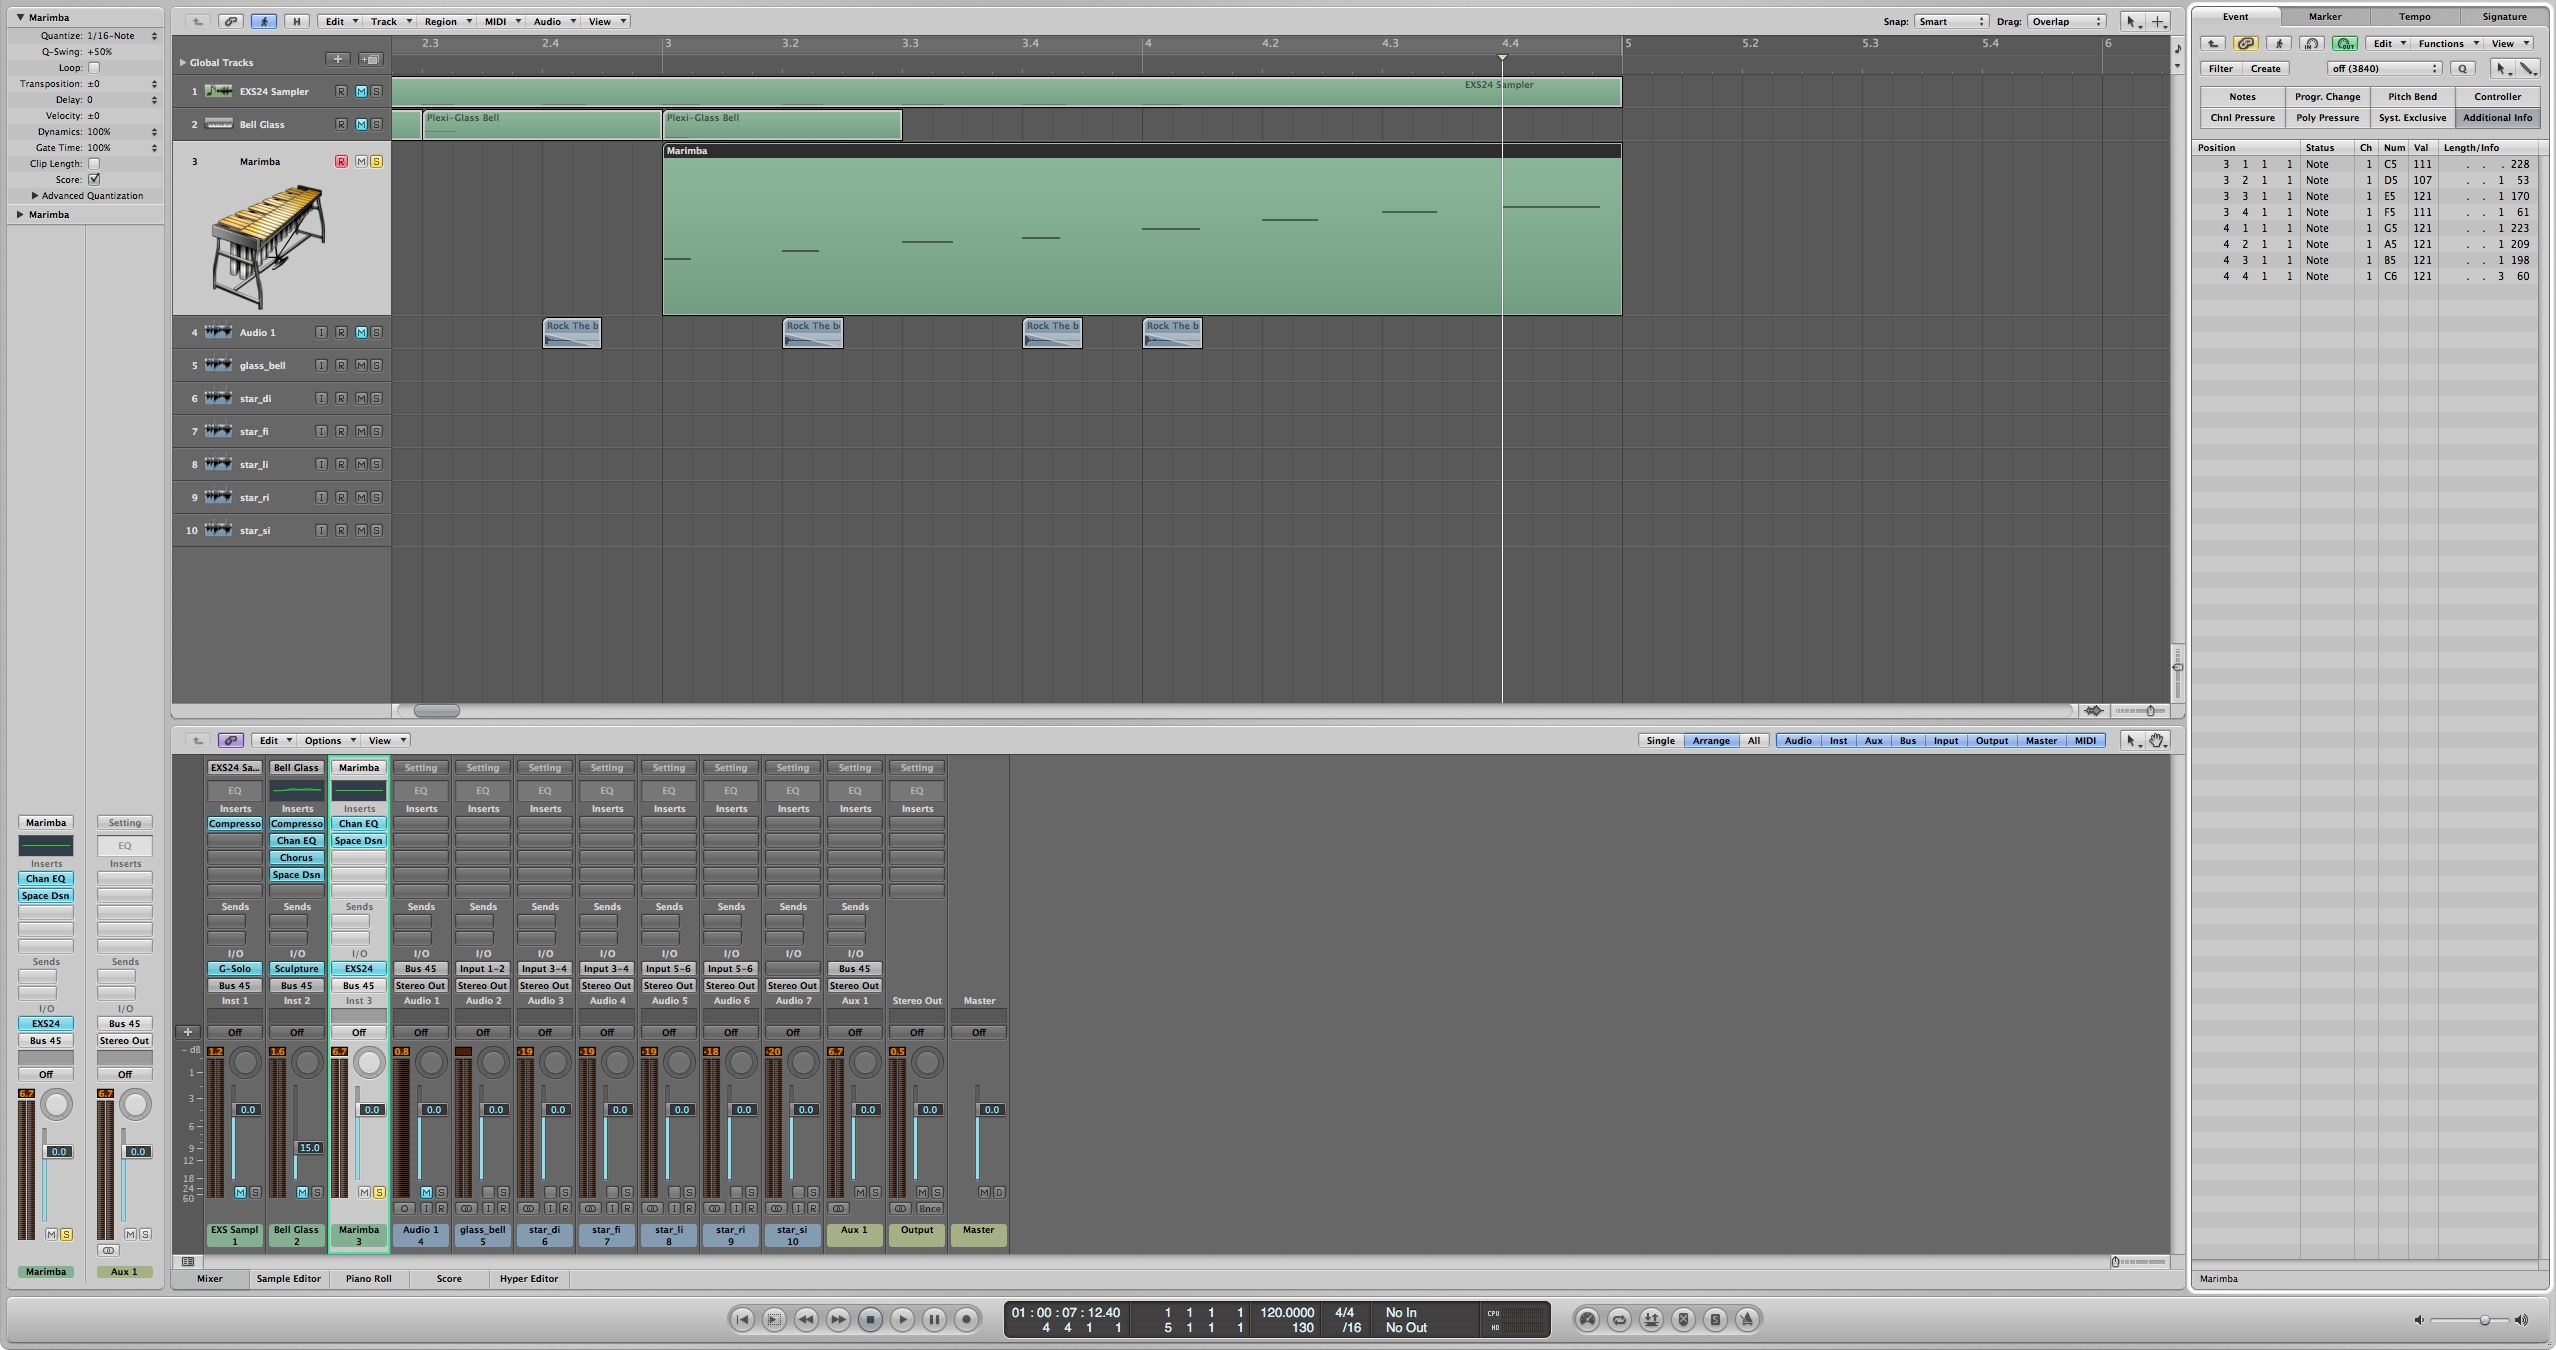 Marimba
Quantize: 1/16-Note
Q-Swing: +50%
Loop:
Transposition: ±0
Delay: 0
Velocity: ±0
Dynamics: 100%
Gate Time: 100%
Clip Length:
Score:
Advanced Quantization
Marimba
Marimba Setting
EQ
Inserts Inserts
Chan EQ
Space Dsn
Sends Sends
I/O I/O
EXS24 Bus 45
Bus 45 Stereo Out
Off Off
6.7 6.7
0.0 0.0
M S M S
Marimba Aux 1
H Edit Track Region MIDI Audio View Snap: Smart Drag: Overlap
2.3 2.4 3 3.2 3.3 3.4 4 4.2 4.3 4.4 5 5.2 5.3 5.4 6
Global Tracks
1 EXS24 Sampler R M S EXS24 Sampler
2 Bell Glass R M S Plexi-Glass Bell Plexi-Glass Bell
3 Marimba R M S Marimba
4 Audio 1 I R M S Rock The b Rock The b Rock The b Rock The b
5 glass_bell I R M S
6 star_di I R M S
7 star_fi I R M S
8 star_li I R M S
9 star_ri I R M S
10 star_si I R M S
Edit Options View Single Arrange All Audio Inst Aux Bus Input Output Master MIDI
EXS24 Sa... Bell Glass Marimba Setting Setting Setting Setting Setting Setting Setting Setting Setting
EQ EQ EQ EQ EQ EQ EQ EQ EQ EQ
Inserts Inserts Inserts Inserts Inserts Inserts Inserts Inserts Inserts Inserts Inserts Inserts
Compresso Compresso Chan EQ
Chan EQ Space Dsn
Chorus
Space Dsn
Sends Sends Sends Sends Sends Sends Sends Sends Sends Sends Sends
I/O I/O I/O I/O I/O I/O I/O I/O I/O I/O I/O
G-Solo Sculpture EXS24 Bus 45 Input 1-2 Input 3-4 Input 3-4 Input 5-6 Input 5-6 Bus 45
Bus 45 Bus 45 Bus 45 Stereo Out Stereo Out Stereo Out Stereo Out Stereo Out Stereo Out Stereo Out Stereo Out
Inst 1 Inst 2 Inst 3 Audio 1 Audio 2 Audio 3 Audio 4 Audio 5 Audio 6 Audio 7 Aux 1 Stereo Out Master
Off Off Off Off Off Off Off Off Off Off Off Off Off
- dB 1.2 1.6 6.7 0.8 -19 -19 -19 -18 -20 6.7 0.5
1
3
0.0 0.0 0.0 0.0 0.0 0.0 0.0 0.0 0.0 0.0 0.0 0.0
6
9 15.0
12
18
24
60
M S M S M S M S S S S S S S M S M S M D
I R I R I R I R I R I R I R Bnce
EXS Sampl Bell Glass Marimba Audio 1 glass_bell star_di star_fi star_li star_ri star_si Aux 1 Output Master
1 2 3 4 5 6 7 8 9 10
Mixer Sample Editor Piano Roll Score Hyper Editor
01 : 00 : 07 : 12.40 1 1 1 1 120.0000 4/4 No In CPU
4 4 1 1 5 1 1 1 130 /16 No Out HD
Event Marker Tempo Signature
IN OUT Edit Functions View
Filter Create off (3840) Q
Notes Progr. Change Pitch Bend Controller
Chnl Pressure Poly Pressure Syst. Exclusive Additional Info
Position Status Ch Num Val Length/Info
3 1 1 1 Note 1 C5 111 . . . 228
3 2 1 1 Note 1 D5 107 . . 1 53
3 3 1 1 Note 1 E5 121 . . 1 170
3 4 1 1 Note 1 F5 111 . . 1 61
4 1 1 1 Note 1 G5 121 . . 1 223
4 2 1 1 Note 1 A5 121 . . 1 209
4 3 1 1 Note 1 B5 121 . . 1 198
4 4 1 1 Note 1 C6 121 . . 3 60
Marimba